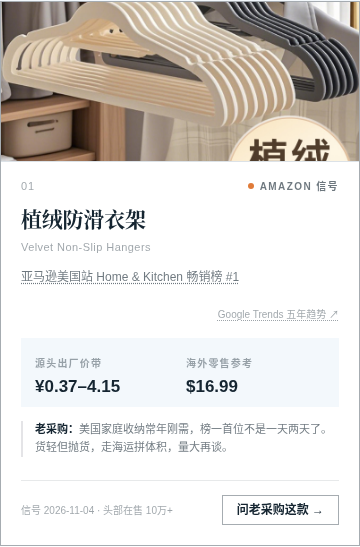 植绒
01
AMAZON 信号
植绒防滑衣架
Velvet Non-Slip Hangers
亚马逊美国站 Home & Kitchen 畅销榜 #1
Google Trends 五年趋势 ↗
源头出厂价带
海外零售参考
¥0.37–4.15
$16.99
老采购：美国家庭收纳常年刚需，榜一首位不是一天两天了。
货轻但抛货，走海运拼体积，量大再谈。
信号 2026-11-04 · 头部在售 10万+
问老采购这款 →